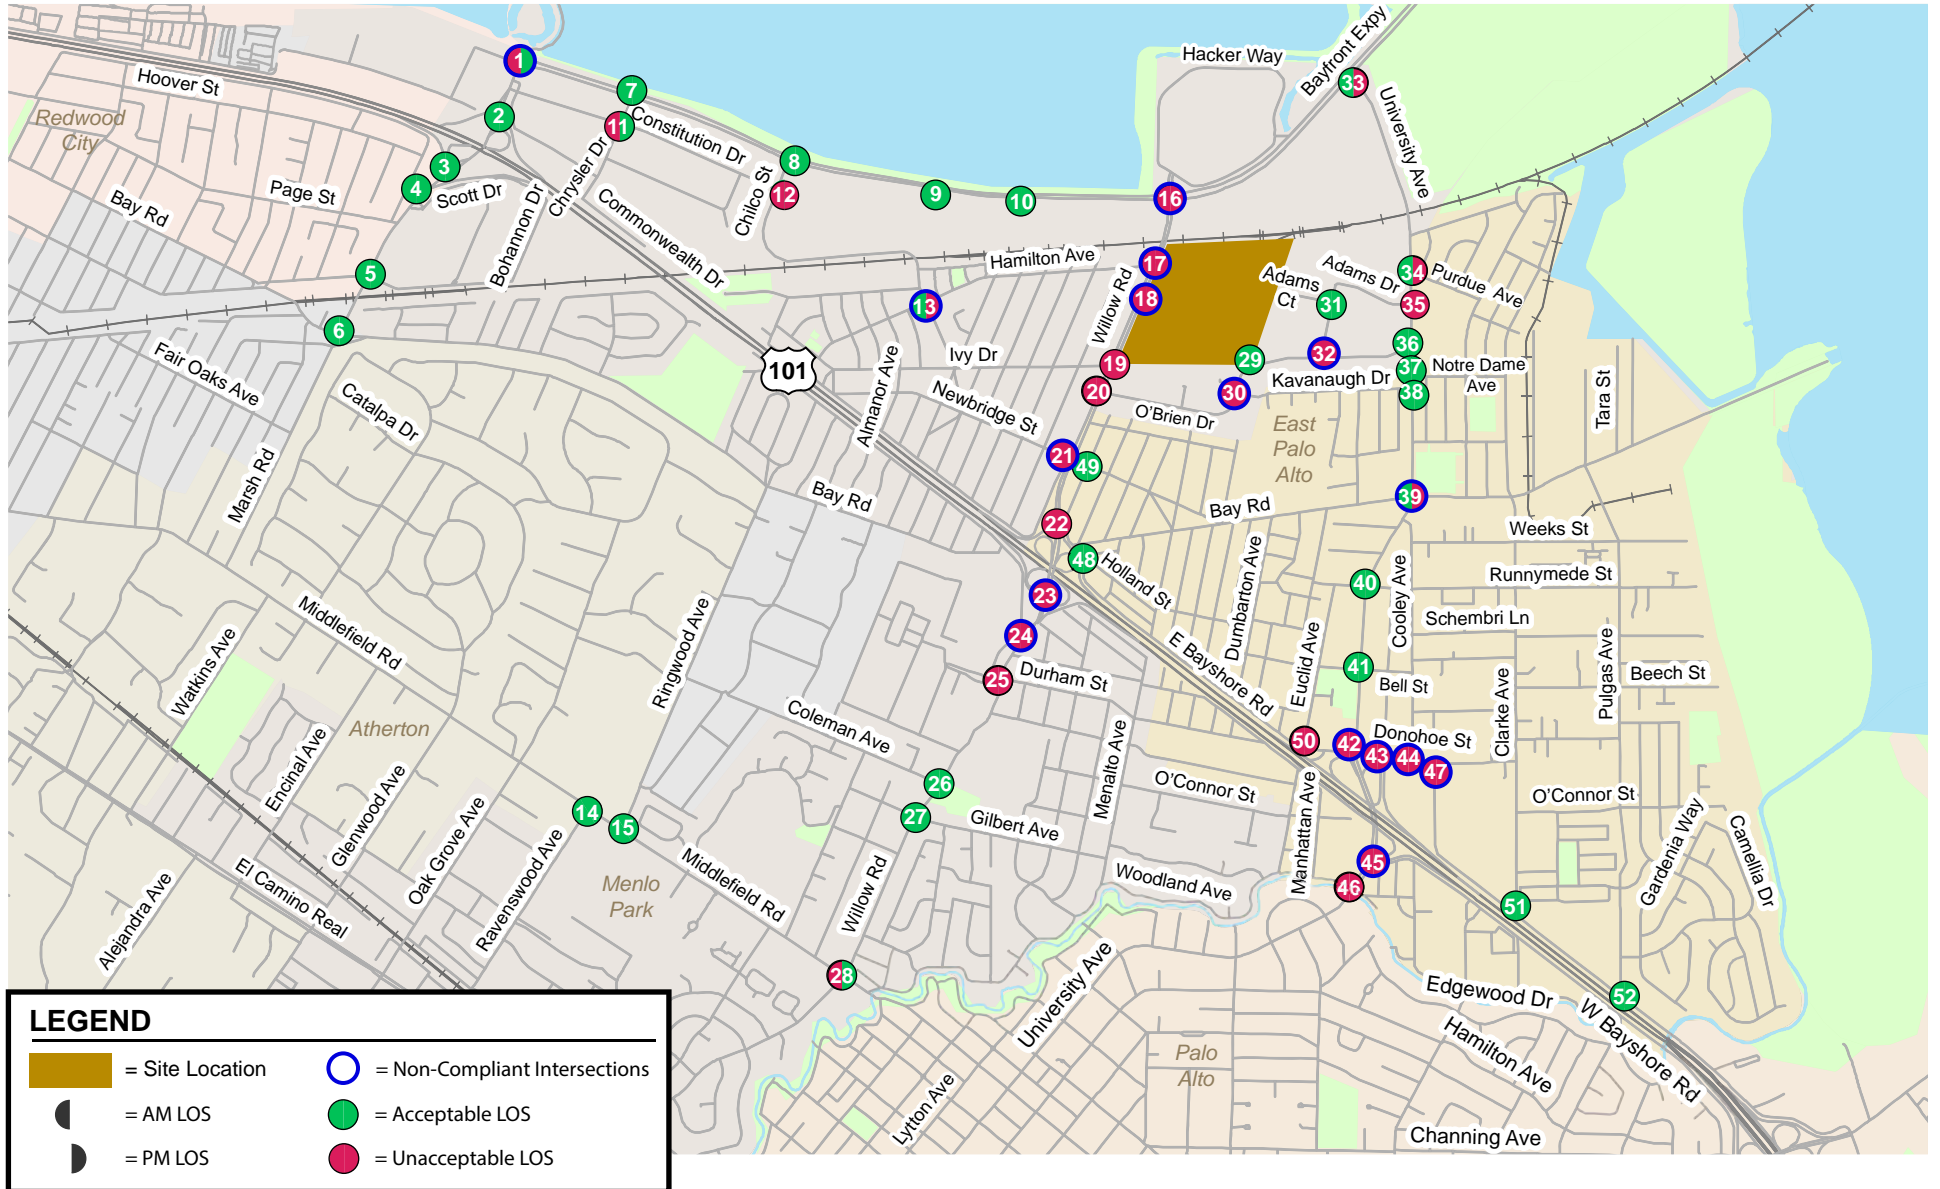 Hacker Way
Bayfront Expy
1
Hoover St
7
33
University Ave
Redwood
City
2
11
Constitution Dr
Chrysler Dr
8
3
4
Scott Dr
Page St
Bay Rd
Bohannon Dr
Commonwealth Dr
Chilco St
12
9
10
16
5
Hamilton Ave
17
Willow Rd
18
Adams
Ct
Adams Dr
34
Purdue Ave
31
35
13
6
Fair Oaks Ave
Ivy Dr
101
Almanor Ave
19
29
32
36
37
Notre Dame
Ave
20
30
Kavanaugh Dr
38
Catalpa Dr
Newbridge St
O'Brien Dr
East
Palo
Alto
Tara St
21
49
Marsh Rd
Bay Rd
Bay Rd
39
22
Weeks St
48
Holland St
Dumbarton Ave
Cooley Ave
40
Runnymede St
23
Schembri Ln
Middlefield Rd
Ringwood Ave
24
E Bayshore Rd
Euclid Ave
Watkins Ave
25
Durham St
41
Bell St
Clarke Ave
Pulgas Ave
Beech St
Coleman Ave
Menalto Ave
Atherton
Encinal Ave
50
42
43
44
47
Donohoe St
Glenwood Ave
26
O'Connor St
Manhattan Ave
O'Connor St
Oak Grove Ave
14
15
27
Gilbert Ave
Gardenia Way
Camellia Dr
El Camino Real
Ravenswood Ave
Menlo
Park
Middlefield Rd
Willow Rd
Woodland Ave
45
46
51
Alejandra Ave
28
University Ave
Edgewood Dr
52
W Bayshore Rd
Hamilton Ave
Palo
Alto
Lytton Ave
Channing Ave
LEGEND
= Site Location
= Non-Compliant Intersections
= AM LOS
= Acceptable LOS
= PM LOS
= Unacceptable LOS